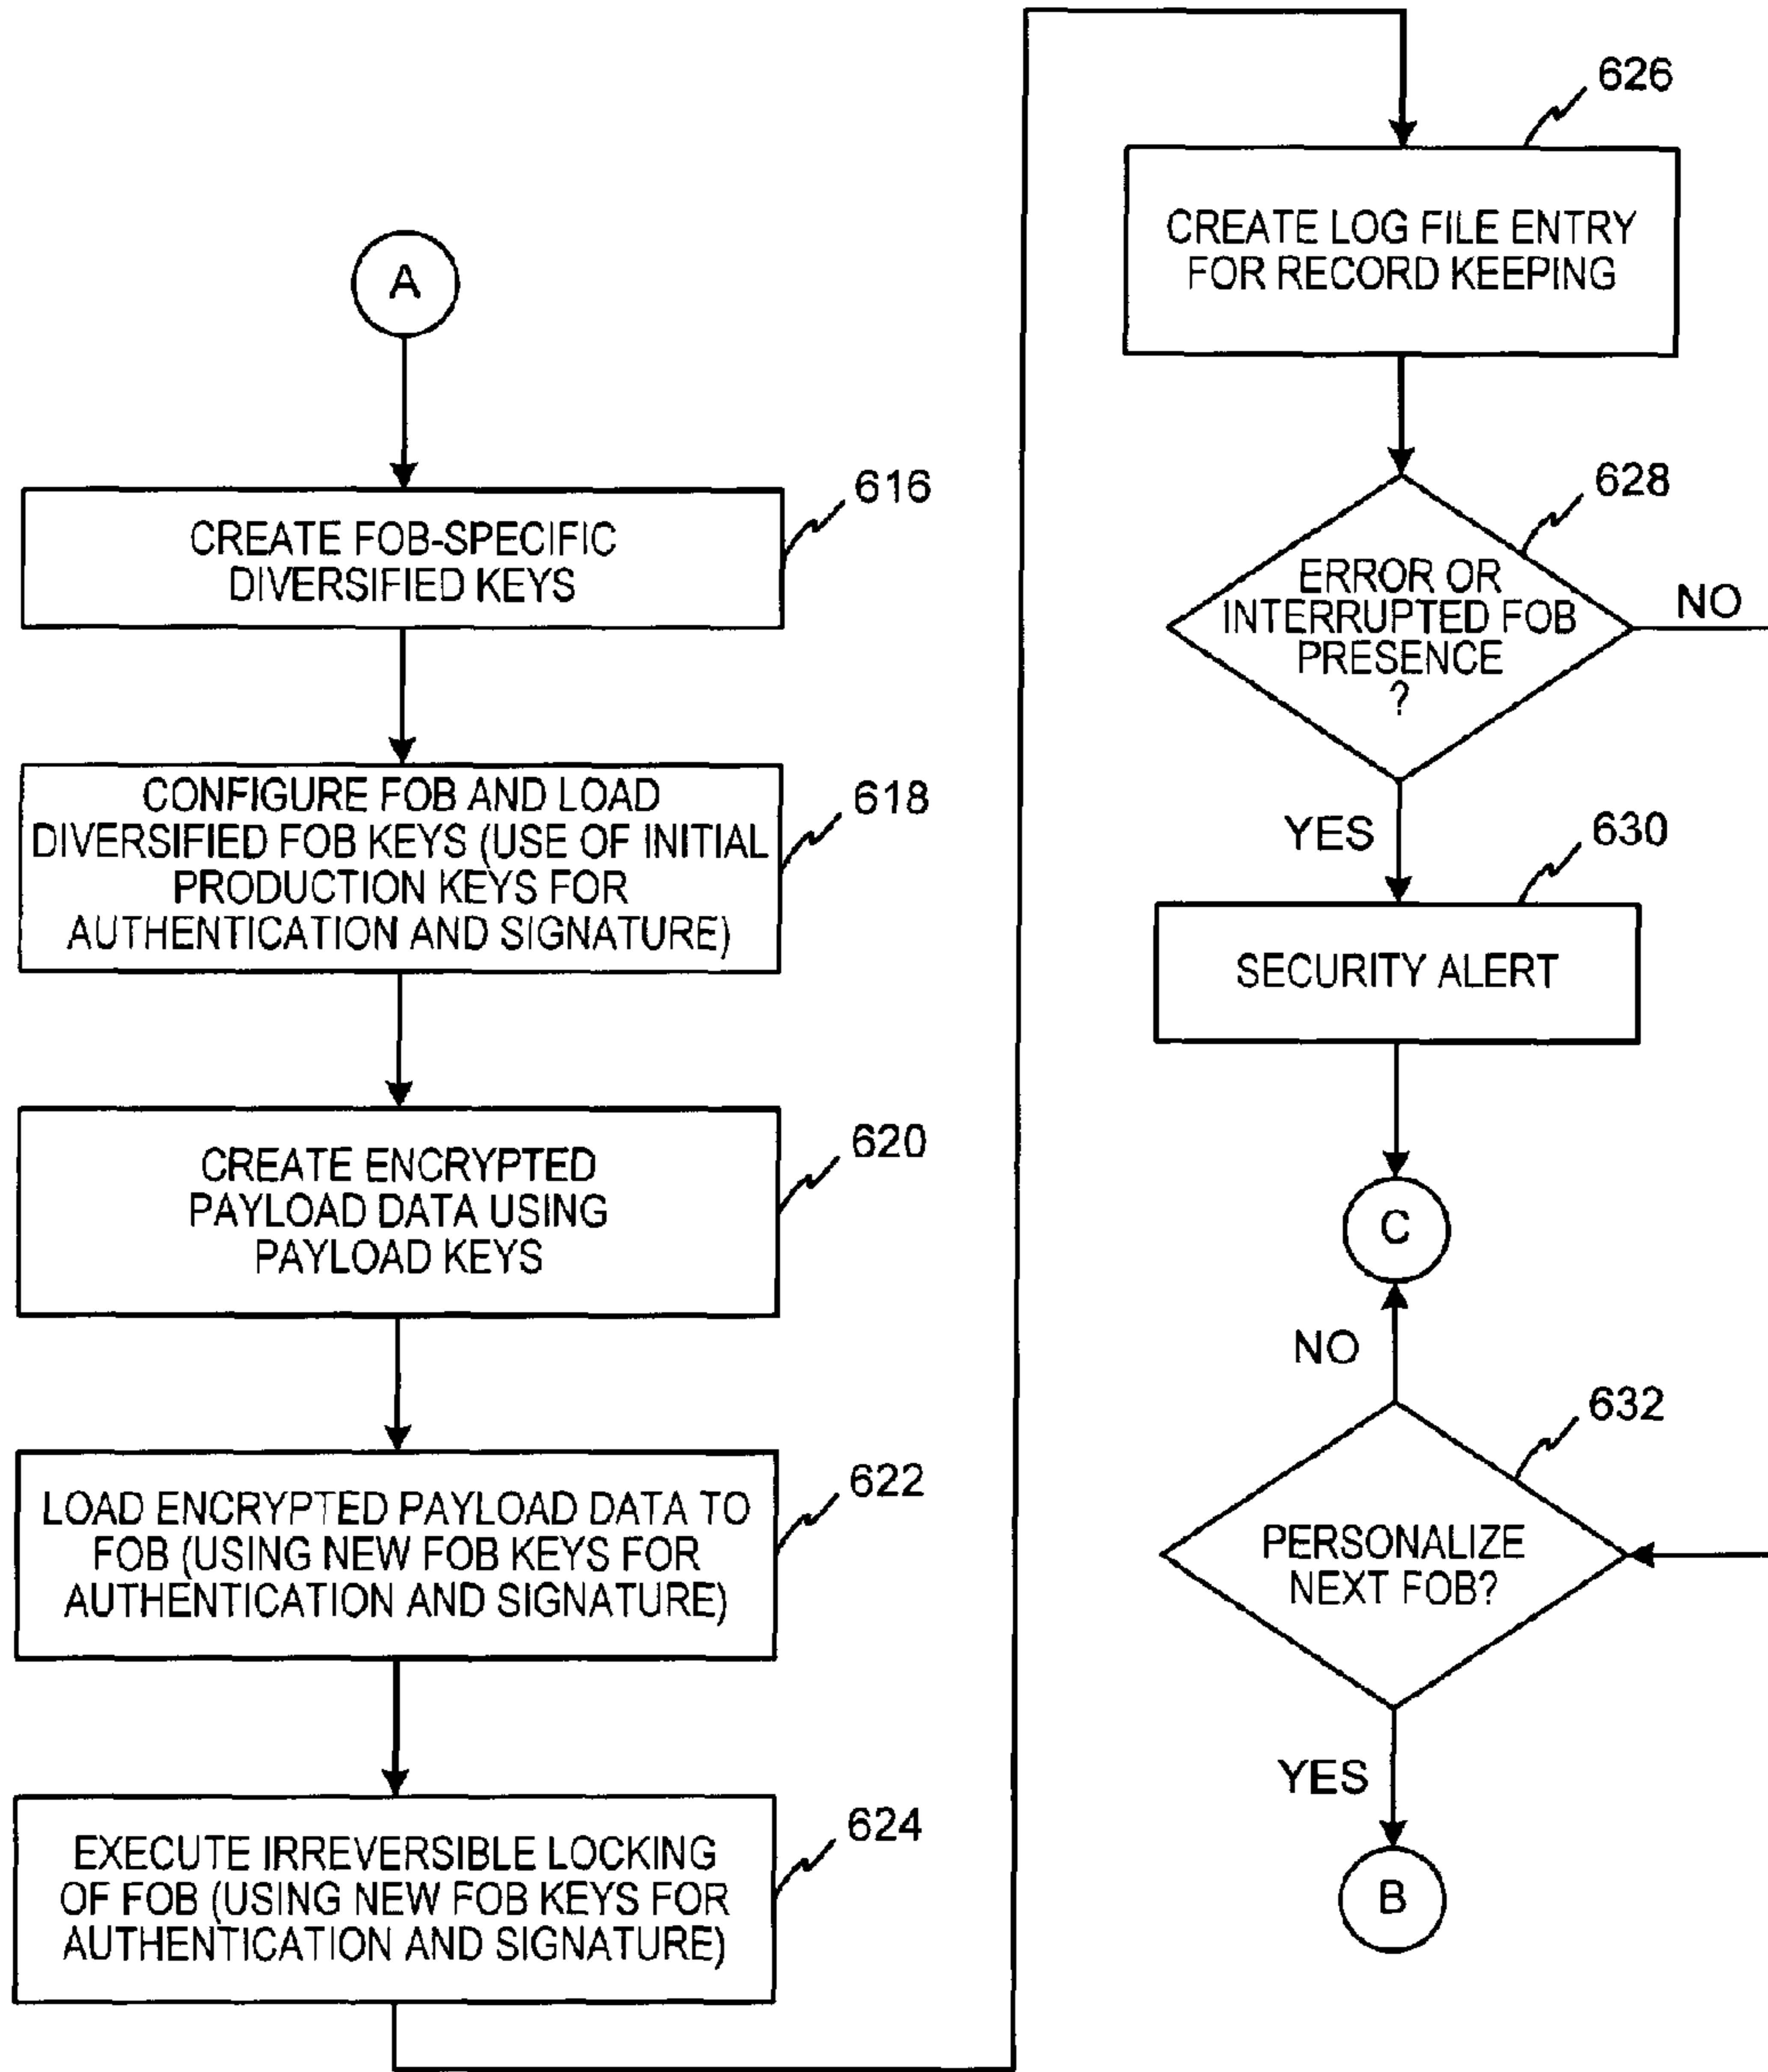 A
616
CREATE FOB-SPECIFIC
DIVERSIFIED KEYS
618
CONFIGURE FOB AND LOAD
DIVERSIFIED FOB KEYS (USE OF INITIAL
PRODUCTION KEYS FOR
AUTHENTICATION AND SIGNATURE)
620
CREATE ENCRYPTED
PAYLOAD DATA USING
PAYLOAD KEYS
622
LOAD ENCRYPTED PAYLOAD DATA TO
FOB (USING NEW FOB KEYS FOR
AUTHENTICATION AND SIGNATURE)
624
EXECUTE IRREVERSIBLE LOCKING
OF FOB (USING NEW FOB KEYS FOR
AUTHENTICATION AND SIGNATURE)
626
CREATE LOG FILE ENTRY
FOR RECORD KEEPING
628
ERROR OR
INTERRUPTED FOB
PRESENCE
?
NO
YES
630
SECURITY ALERT
C
NO
632
PERSONALIZE
NEXT FOB?
YES
B